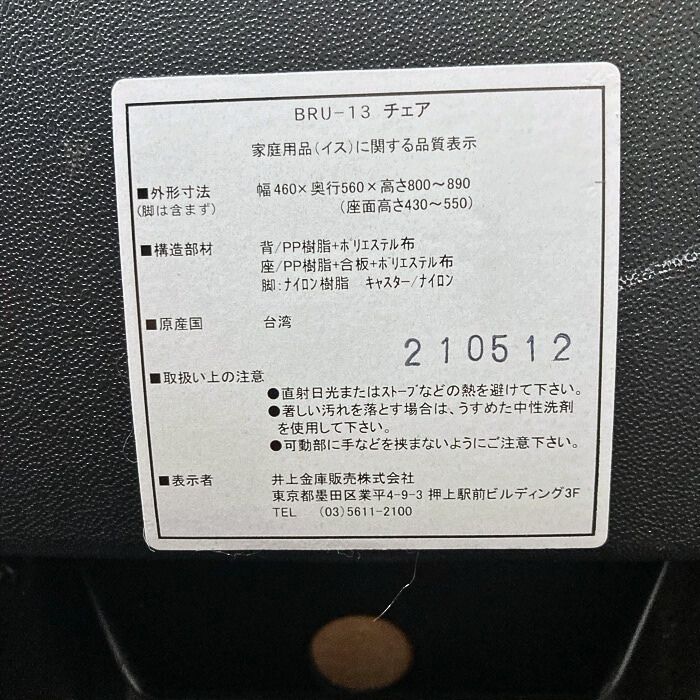 BRU-13 チェア
家庭用品(イス)に関する品質表示
■外形寸法 幅460×奥行560×高さ800～890
(脚は含まず) (座面高さ430～550)
■構造部材 背/PP樹脂+ﾎﾟﾘｴｽﾃﾙ布
座/PP樹脂+合板+ﾎﾟﾘｴｽﾃﾙ布
脚:ﾅｲﾛﾝ樹脂 ｷｬｽﾀｰ/ﾅｲﾛﾝ
■原産国 台湾
210512
■取扱い上の注意
●直射日光またはｽﾄｰﾌﾞなどの熱を避けて下さい。
●著しい汚れを落とす場合は、うすめた中性洗剤
を使用して下さい。
●可動部に手などを挟まないようにご注意下さい。
■表示者 井上金庫販売株式会社
東京都墨田区業平4-9-3 押上駅前ビルディング3F
TEL (03)5611-2100